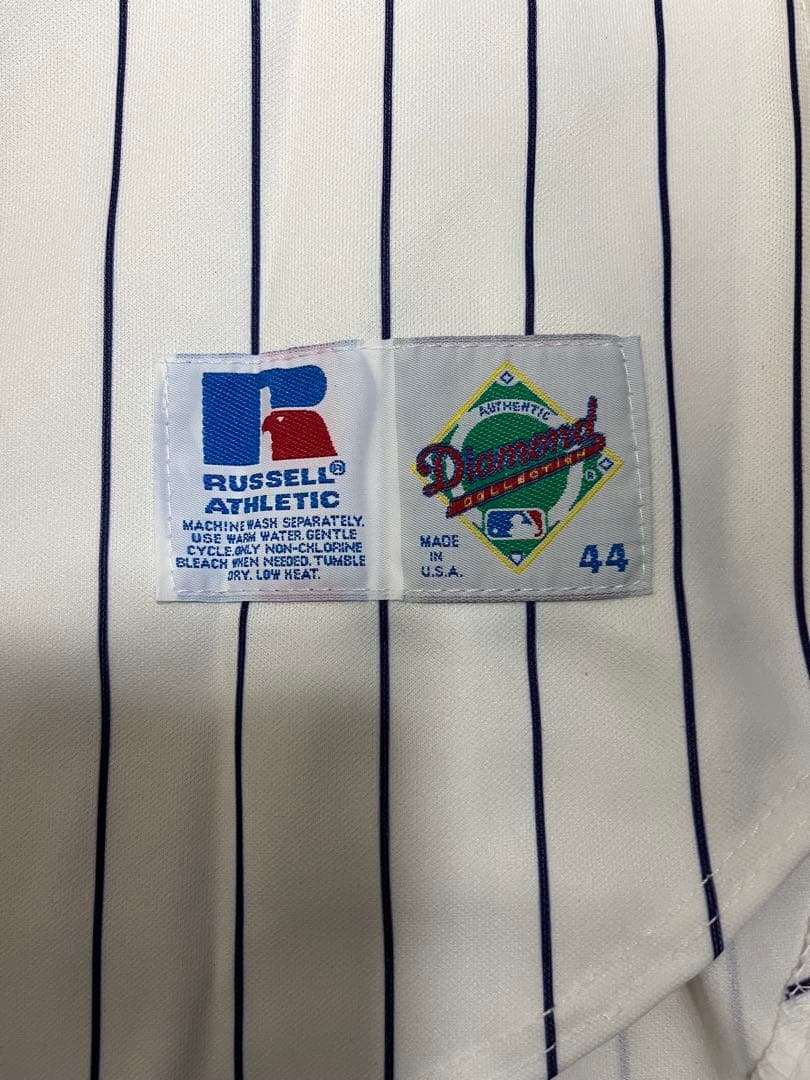 RUSSELL®
ATHLETIC
MACHINE WASH SEPARATELY.
USE WARM WATER. GENTLE
CYCLE. ONLY NON-CHLORINE
BLEACH WHEN NEEDED. TUMBLE
DRY. LOW HEAT.
AUTHENTIC
Diamond
COLLECTION
®
MADE
IN
U.S.A.
44